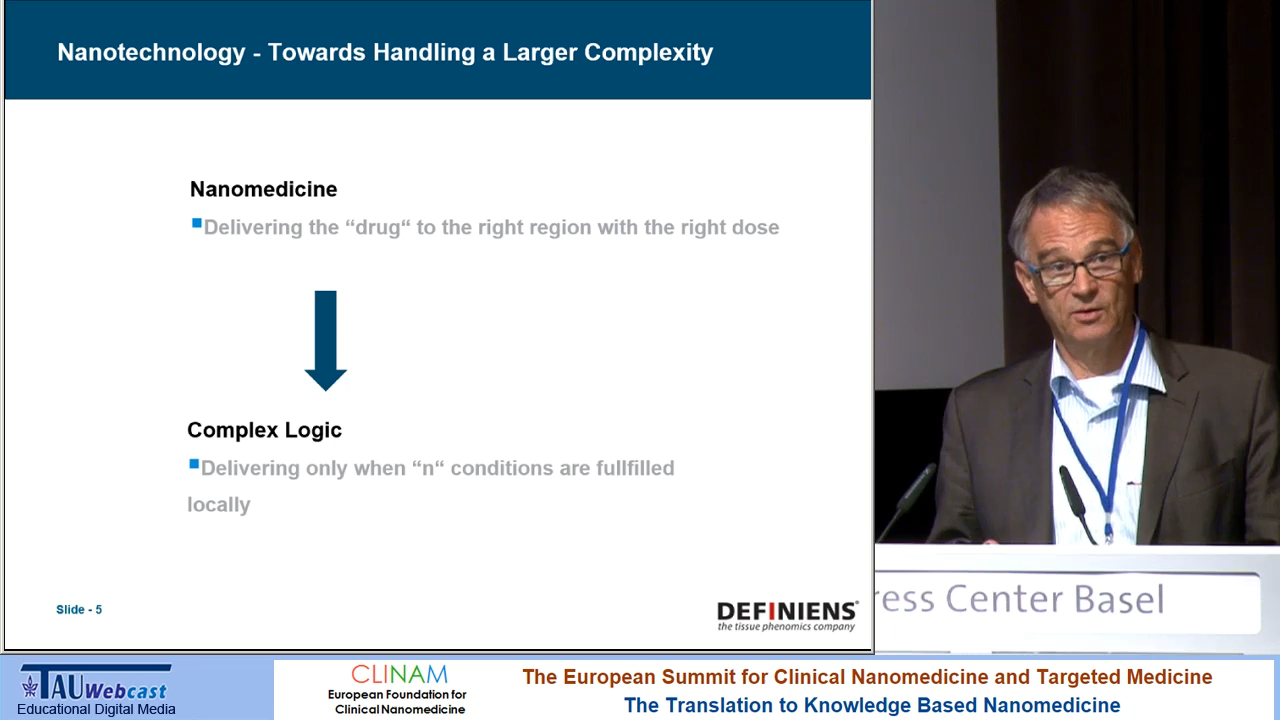 Nanotechnology - Towards Handling a Larger Complexity
Nanomedicine
Delivering the “drug“ to the right region with the right dose
Complex Logic
Delivering only when “n“ conditions are fullfilled
locally
Slide - 5
DEFINIENS®
the tissue phenomics company
ress Center Basel
TAU Webcast
Educational Digital Media
CLINAM
European Foundation for
Clinical Nanomedicine
The European Summit for Clinical Nanomedicine and Targeted Medicine
The Translation to Knowledge Based Nanomedicine